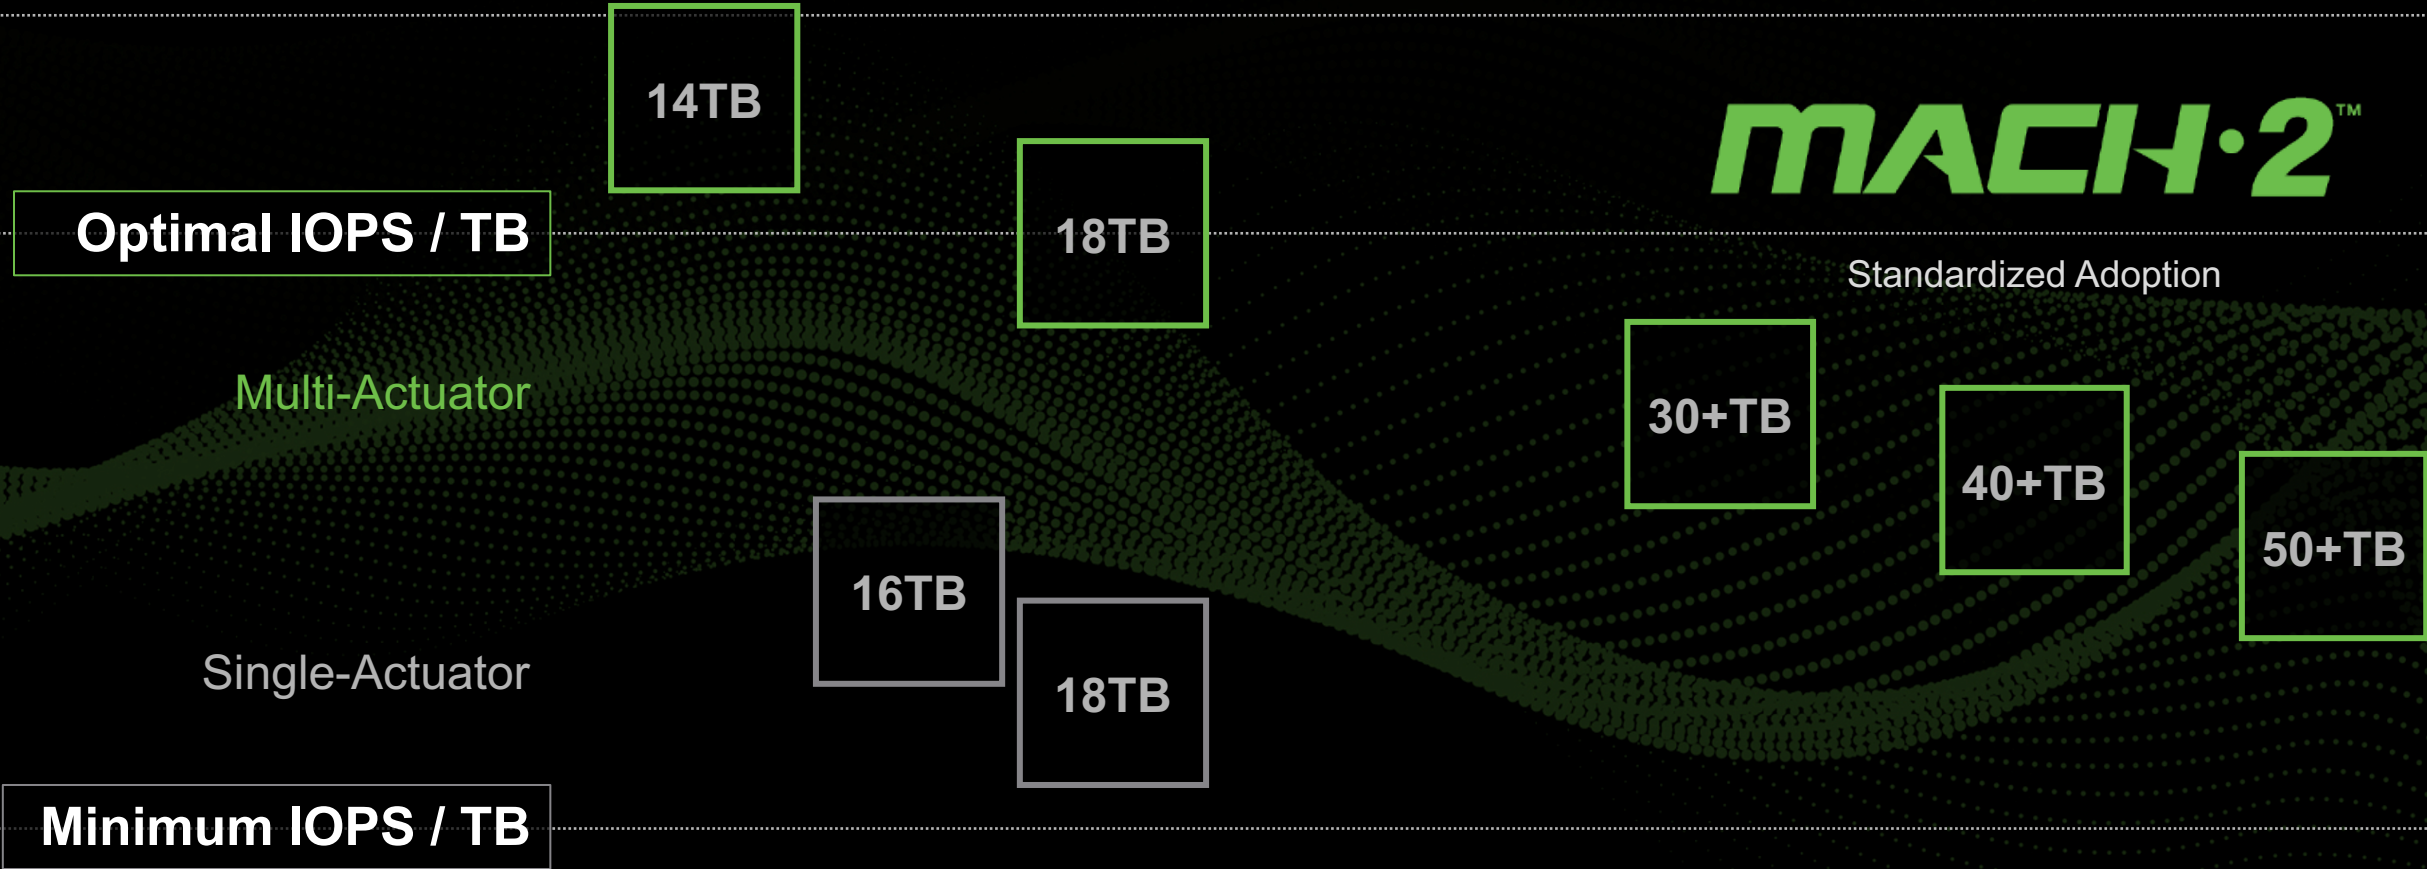 14TB
MACH·2™
Optimal IOPS / TB
18TB
Standardized Adoption
Multi-Actuator
30+TB
40+TB
50+TB
16TB
Single-Actuator
18TB
Minimum IOPS / TB